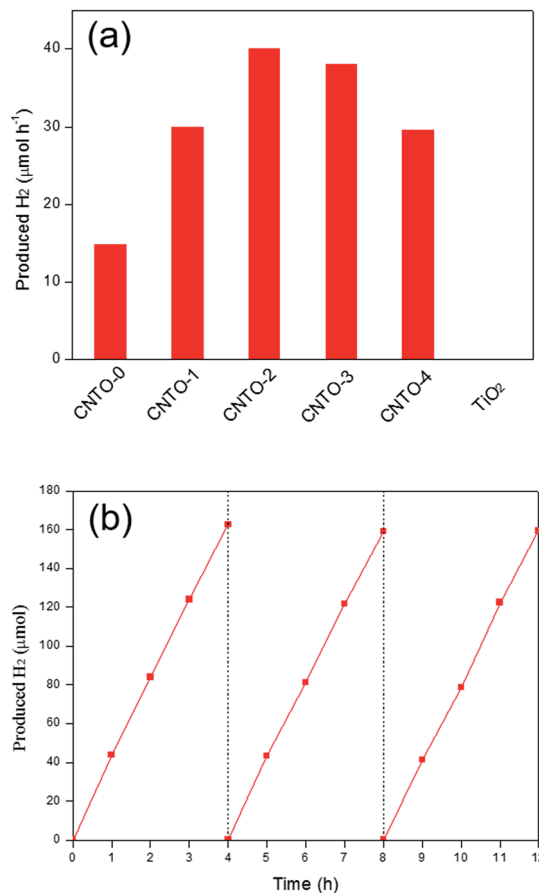 (a)
Produced H₂ (μmol h⁻¹)
40
30
20
10
0
CNTO-0 CNTO-1 CNTO-2 CNTO-3 CNTO-4 TiO₂
(b)
Produced H₂ (μmol)
180
160
140
120
100
80
60
40
20
0
0 1 2 3 4 5 6 7 8 9 10 11 12
Time (h)